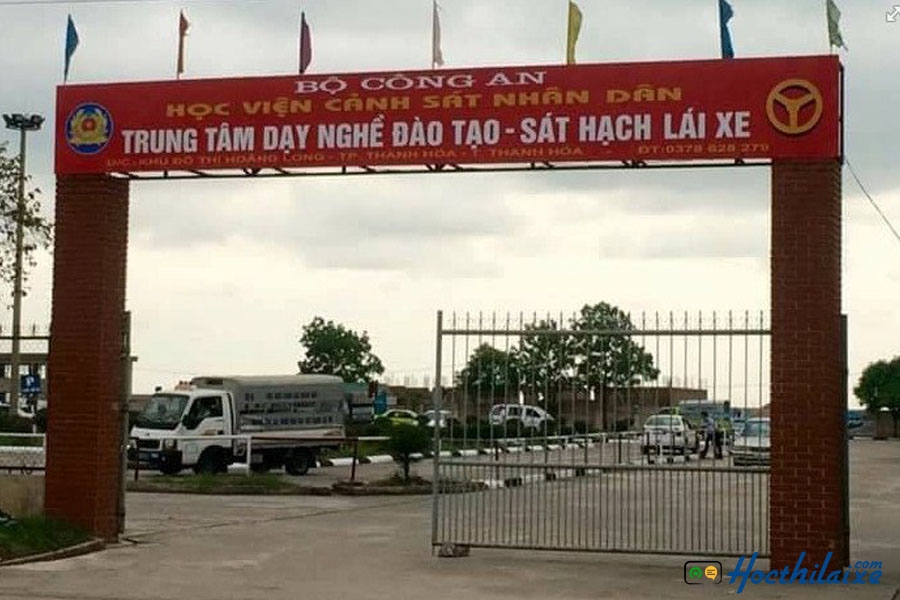 BỘ CÔNG AN
HỌC VIỆN CẢNH SÁT NHÂN DÂN
TRUNG TÂM DẠY NGHỀ ĐÀO TẠO - SÁT HẠCH LÁI XE
Đ/C: KHU ĐÔ THỊ HOÀNG LONG - TP. THANH HÓA - T. THANH HÓA ĐT:0378 628 279
P
Hocthilaixe.com